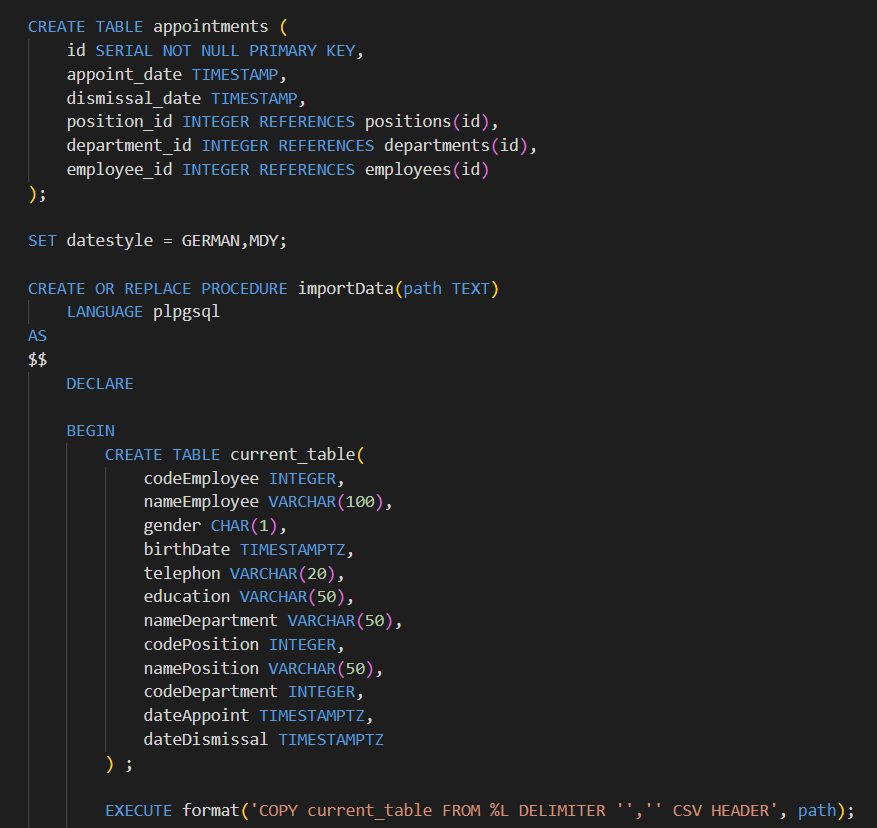 CREATE TABLE appointments (
id SERIAL NOT NULL PRIMARY KEY,
appoint_date TIMESTAMP,
dismissal_date TIMESTAMP,
position_id INTEGER REFERENCES positions(id),
department_id INTEGER REFERENCES departments(id),
employee_id INTEGER REFERENCES employees(id)
);
SET datestyle = GERMAN,MDY;
CREATE OR REPLACE PROCEDURE importData(path TEXT)
LANGUAGE plpgsql
AS
$$
DECLARE
BEGIN
CREATE TABLE current_table(
codeEmployee INTEGER,
nameEmployee VARCHAR(100),
gender CHAR(1),
birthDate TIMESTAMPTZ,
telephon VARCHAR(20),
education VARCHAR(50),
nameDepartment VARCHAR(50),
codePosition INTEGER,
namePosition VARCHAR(50),
codeDepartment INTEGER,
dateAppoint TIMESTAMPTZ,
dateDismissal TIMESTAMPTZ
) ;
EXECUTE format('COPY current_table FROM %L DELIMITER '','' CSV HEADER', path);